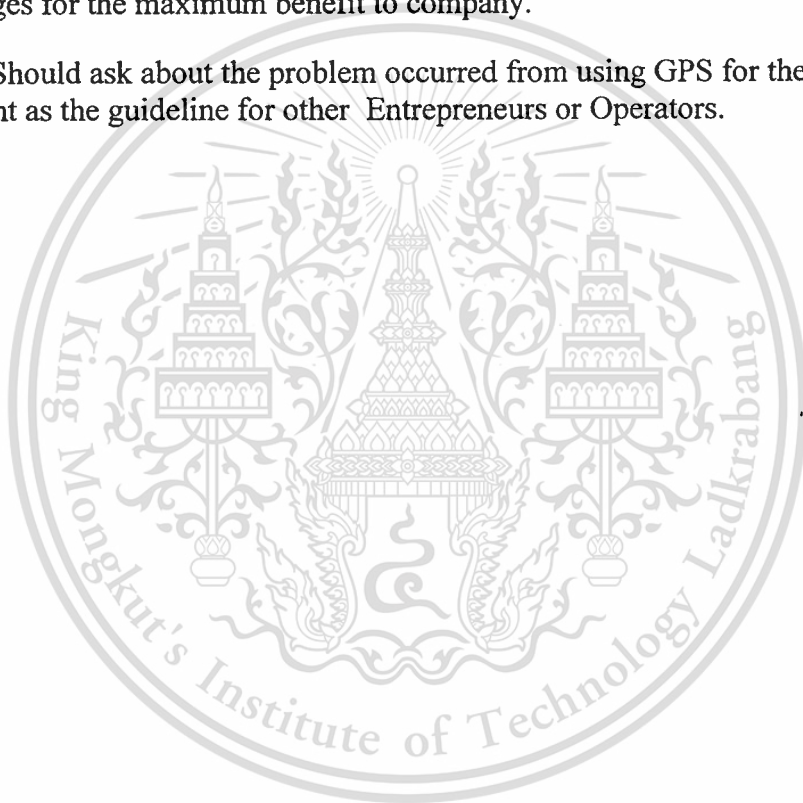 ges for the maximum benefit to company.
Should ask about the problem occurred from using GPS for the
nt as the guideline for other Entrepreneurs or Operators.
King Mongkut's Institute of Technology Ladkrabang